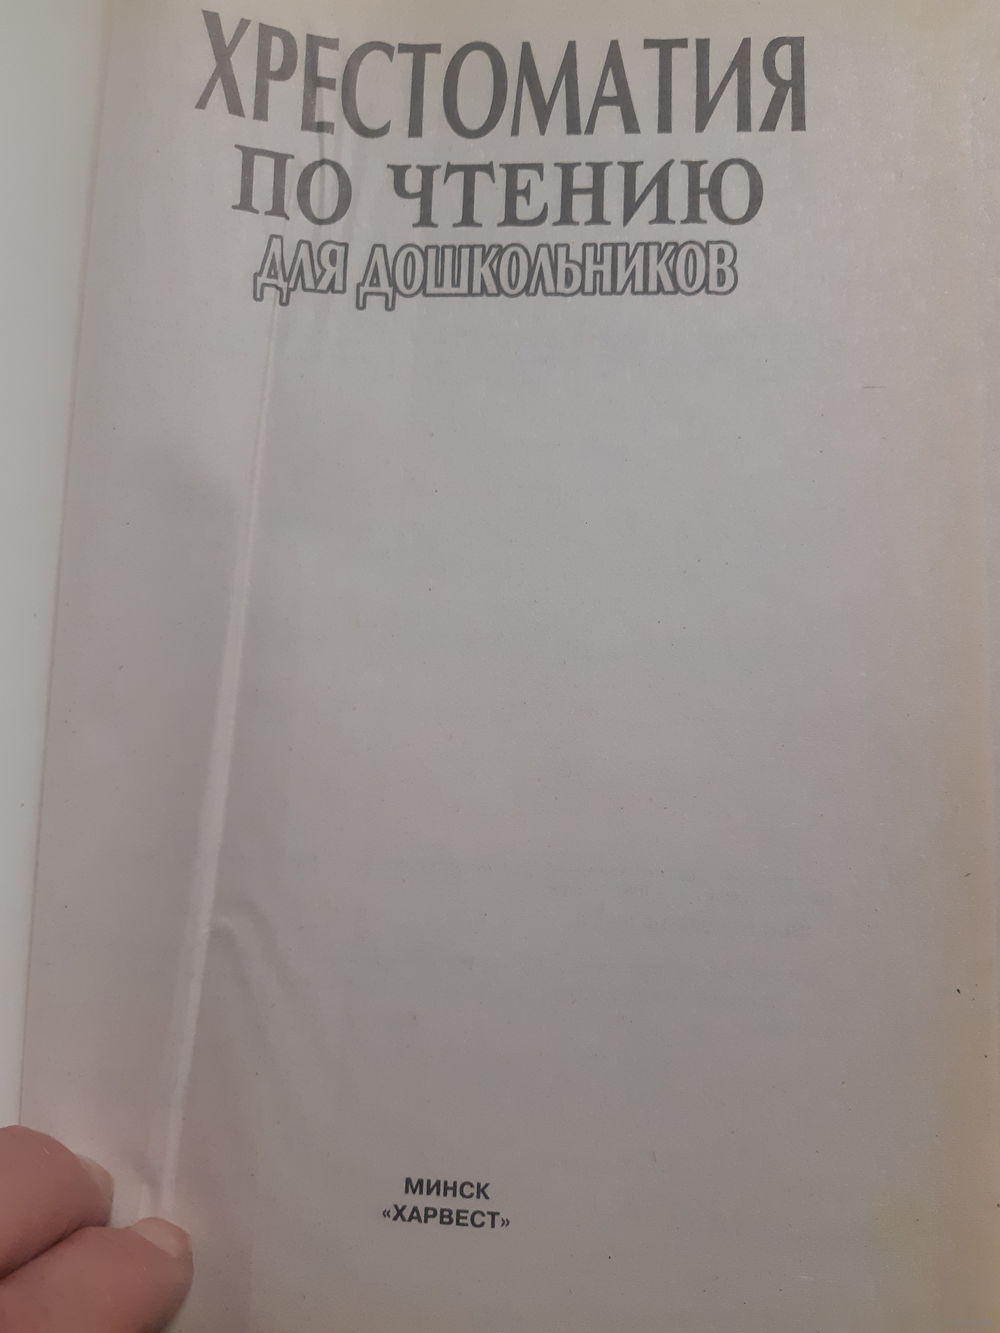 ХРЕСТОМАТИЯ
ПО ЧТЕНИЮ
ДЛЯ ДОШКОЛЬНИКОВ
МИНСК
«ХАРВЕСТ»